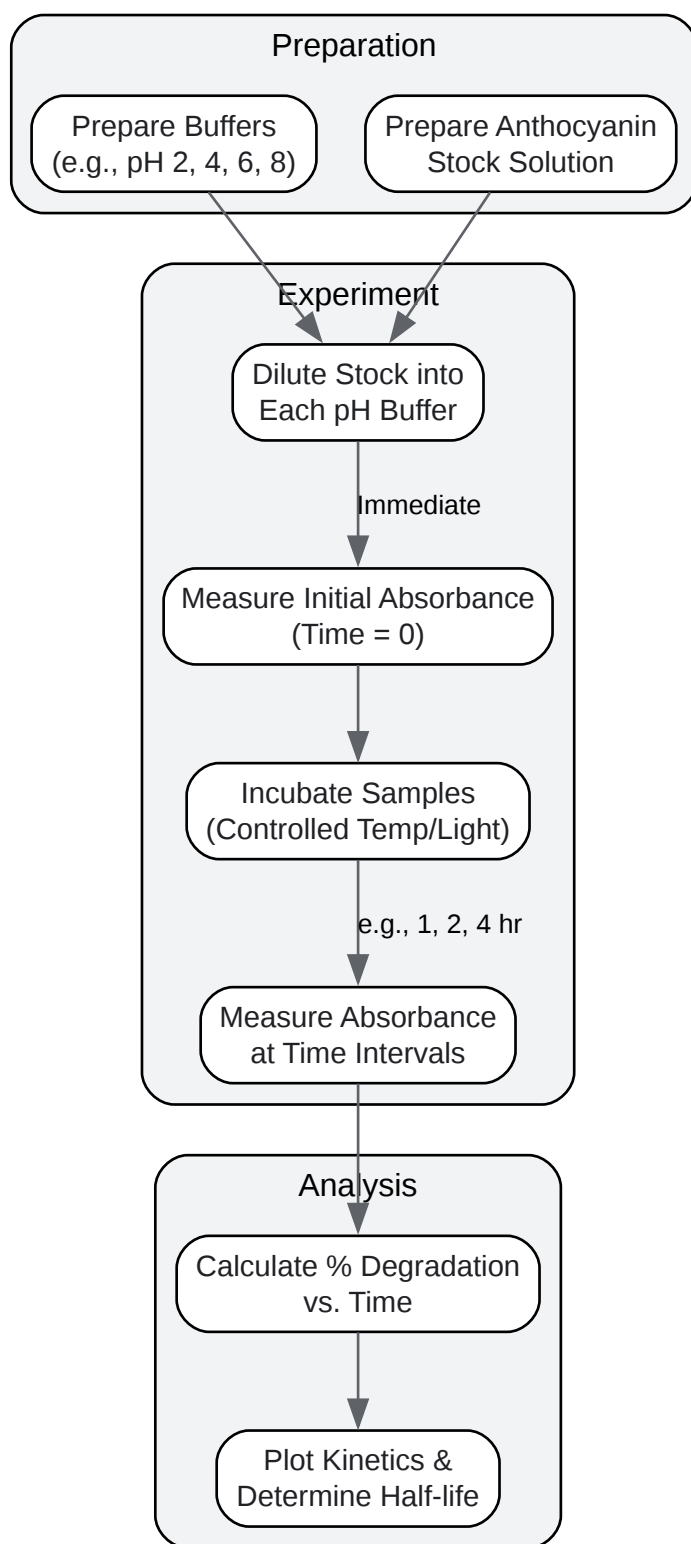 Preparation
Prepare Buffers
(e.g., pH 2, 4, 6, 8)
Prepare Anthocyanin
Stock Solution
Experiment
Dilute Stock into
Each pH Buffer
Immediate
Measure Initial Absorbance
(Time = 0)
Incubate Samples
(Controlled Temp/Light)
e.g., 1, 2, 4 hr
Measure Absorbance
at Time Intervals
Analysis
Calculate % Degradation
vs. Time
Plot Kinetics &
Determine Half-life